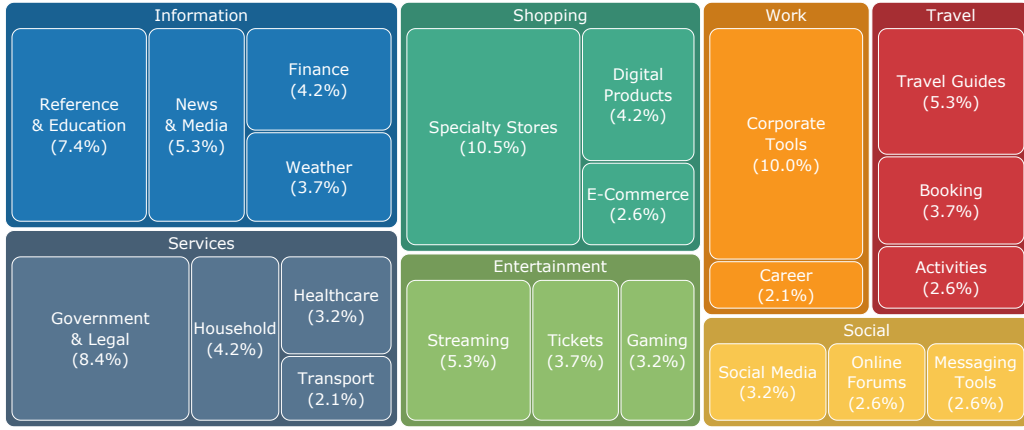 Information
Reference
& Education
(7.4%)
News
& Media
(5.3%)
Finance
(4.2%)
Weather
(3.7%)
Shopping
Specialty Stores
(10.5%)
Digital
Products
(4.2%)
E-Commerce
(2.6%)
Work
Corporate
Tools
(10.0%)
Career
(2.1%)
Travel
Travel Guides
(5.3%)
Booking
(3.7%)
Activities
(2.6%)
Services
Government
& Legal
(8.4%)
Household
(4.2%)
Healthcare
(3.2%)
Transport
(2.1%)
Entertainment
Streaming
(5.3%)
Tickets
(3.7%)
Gaming
(3.2%)
Social
Social Media
(3.2%)
Online
Forums
(2.6%)
Messaging
Tools
(2.6%)